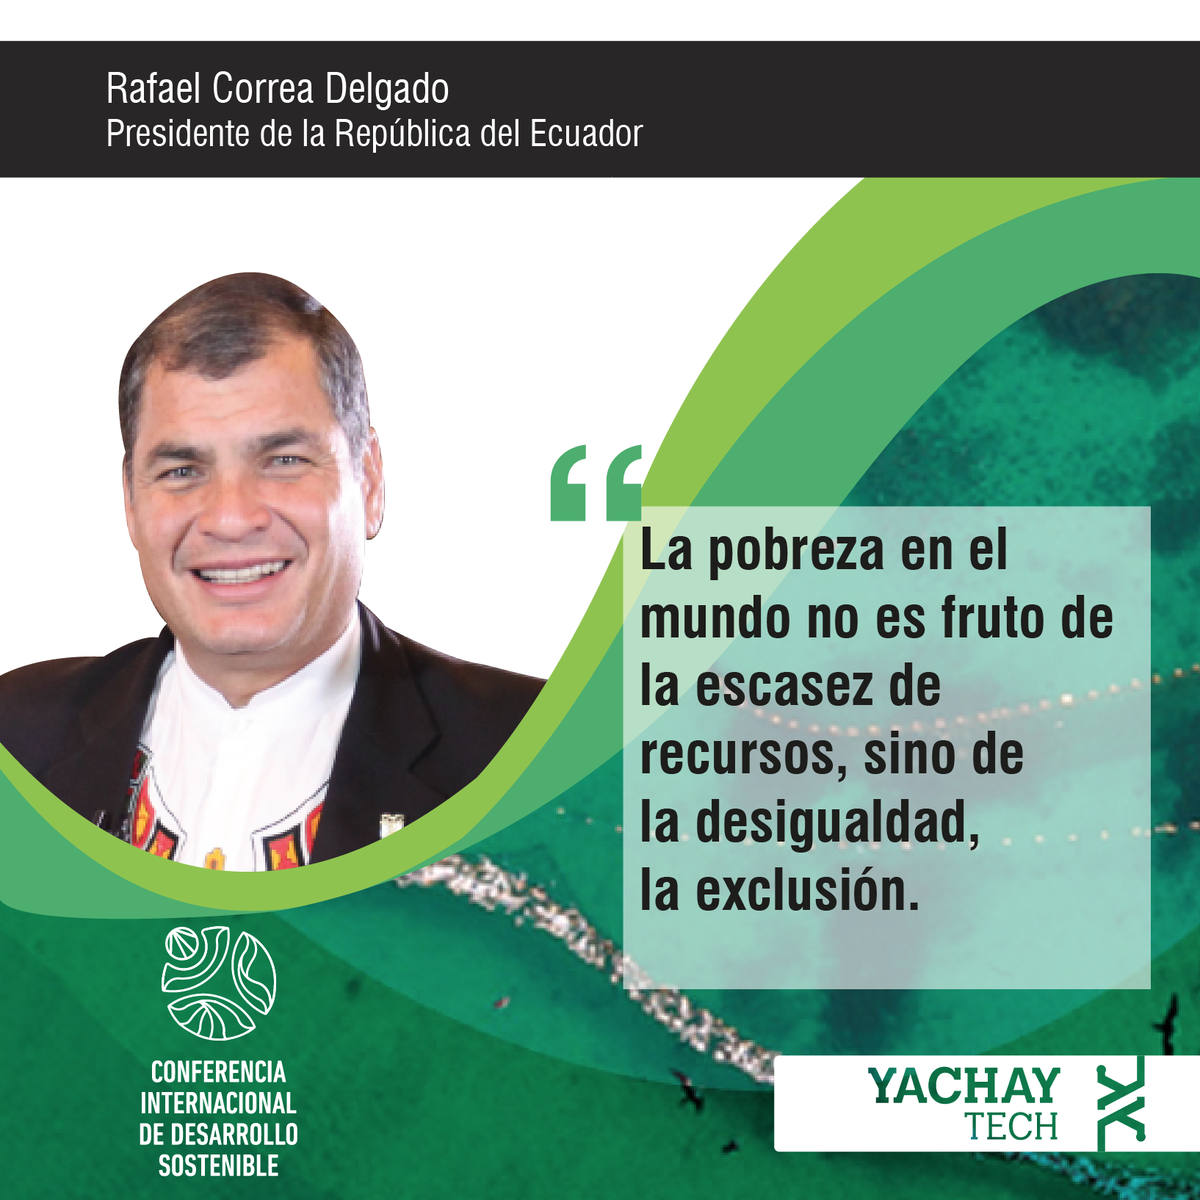 Rafael Correa Delgado
Presidente de la República del Ecuador
“
La pobreza en el
mundo no es fruto de
la escasez de
recursos, sino de
la desigualdad,
la exclusión.
CONFERENCIA
INTERNACIONAL
DE DESARROLLO
SOSTENIBLE
YACHAY
TECH